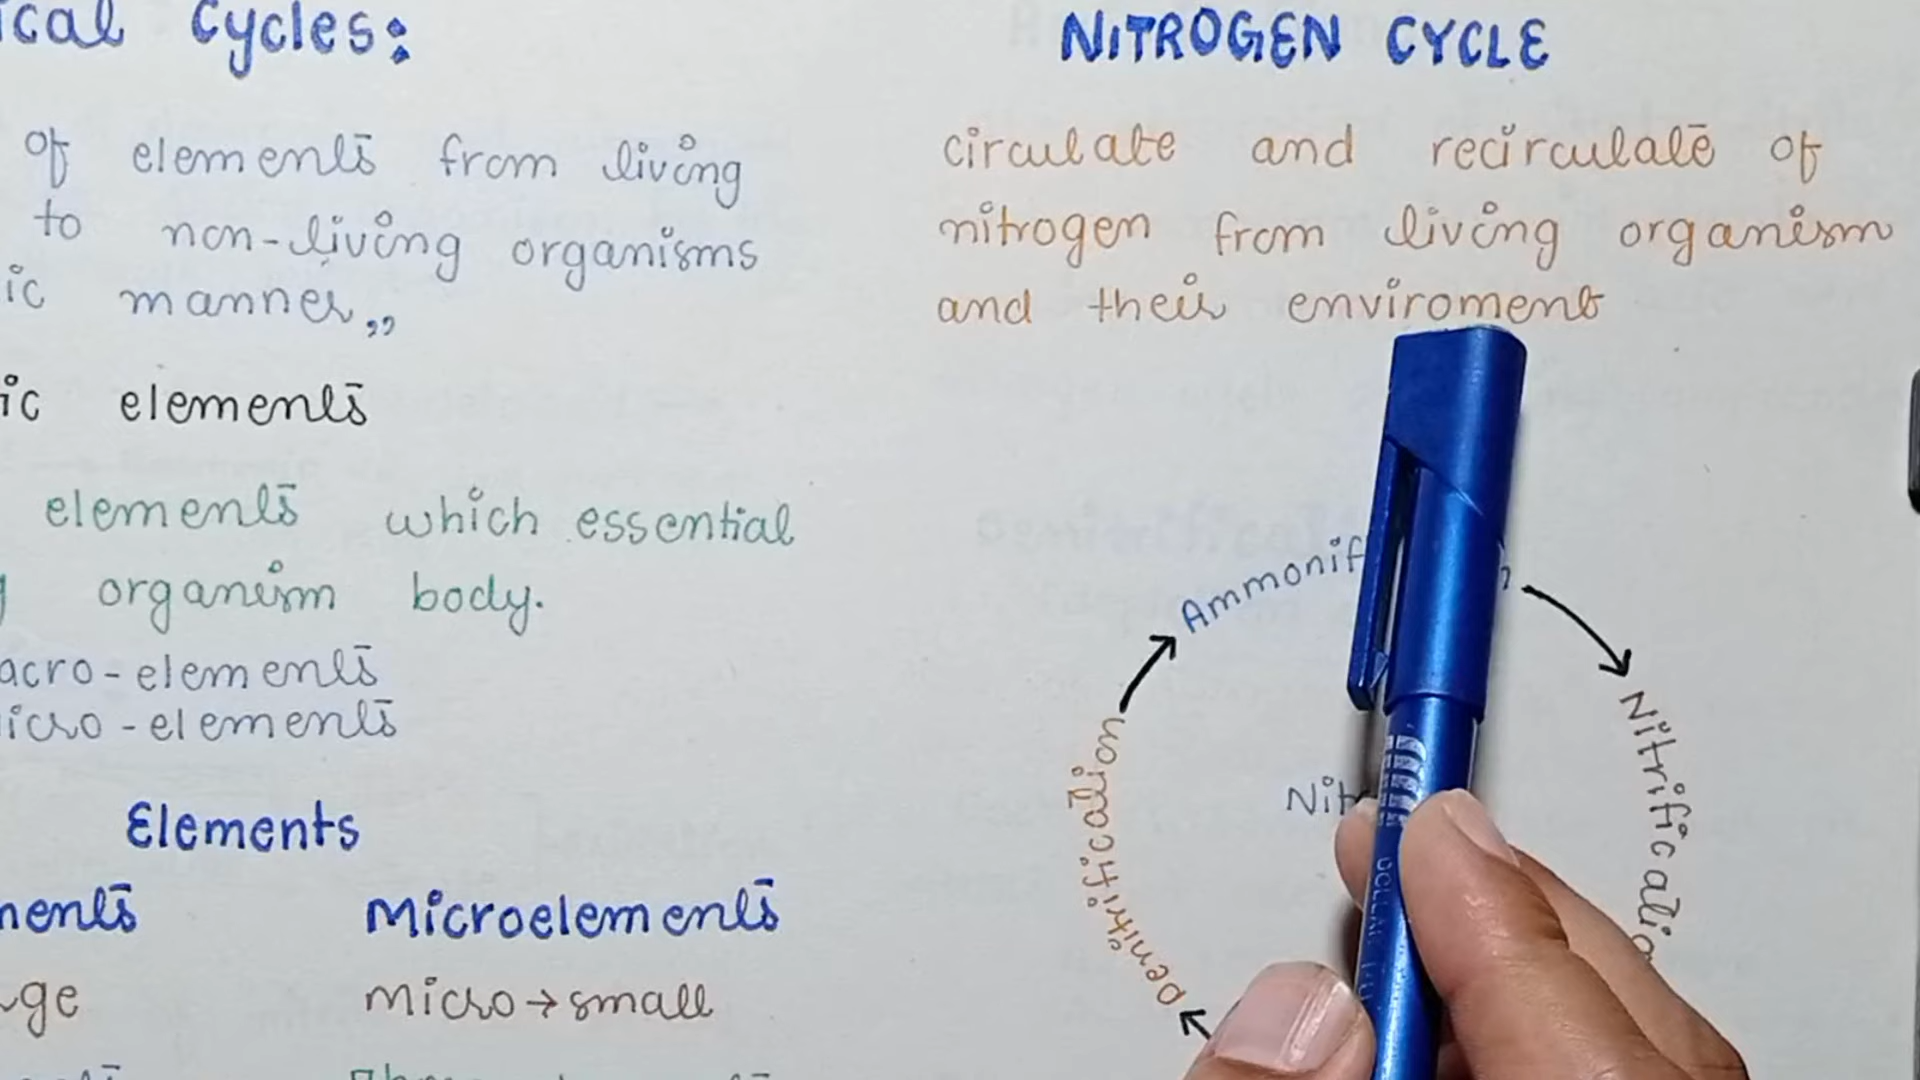 ical Cycles:
of elements from living
to non-living organisms
ic manner,,
ic elements
elements which essential
organism body.
acro-elements
icro-elements
Elements
ments Microelements
ge micro→small
NITROGEN CYCLE
circulate and recirculate of
nitrogen from living organism
and their enviroment
Ammonif
Nitrificatio
Nit
Denitrification